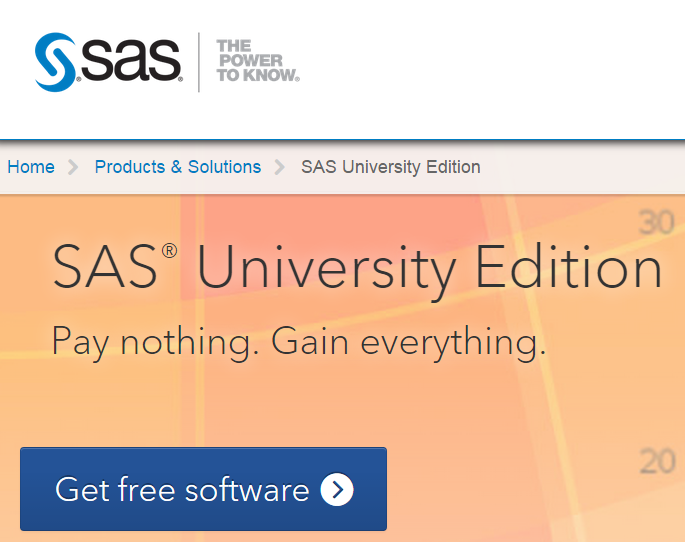 sas® THE
POWER
TO KNOW®
Home Products & Solutions SAS University Edition
30
SAS® University Edition
Pay nothing. Gain everything.
20
Get free software